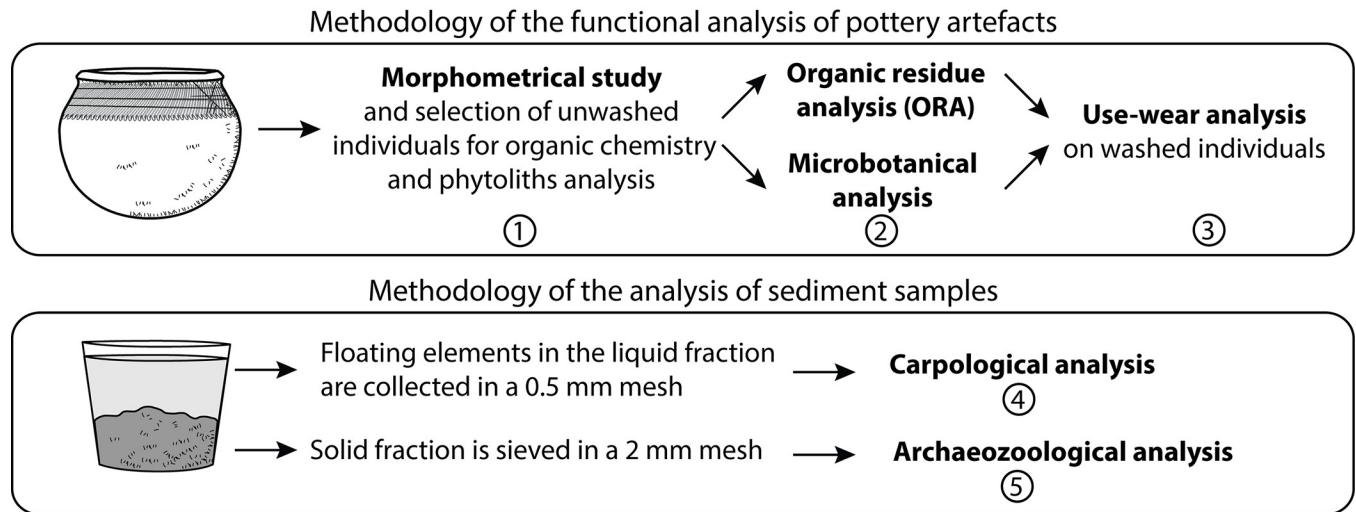 Methodology of the functional analysis of pottery artefacts
Morphometrical study
and selection of unwashed
individuals for organic chemistry
and phytoliths analysis
①
Organic residue
analysis (ORA)
Microbotanical
analysis
②
Use-wear analysis
on washed individuals
③
Methodology of the analysis of sediment samples
Floating elements in the liquid fraction
are collected in a 0.5 mm mesh
Carpological analysis
④
Solid fraction is sieved in a 2 mm mesh
Archaeozoological analysis
⑤